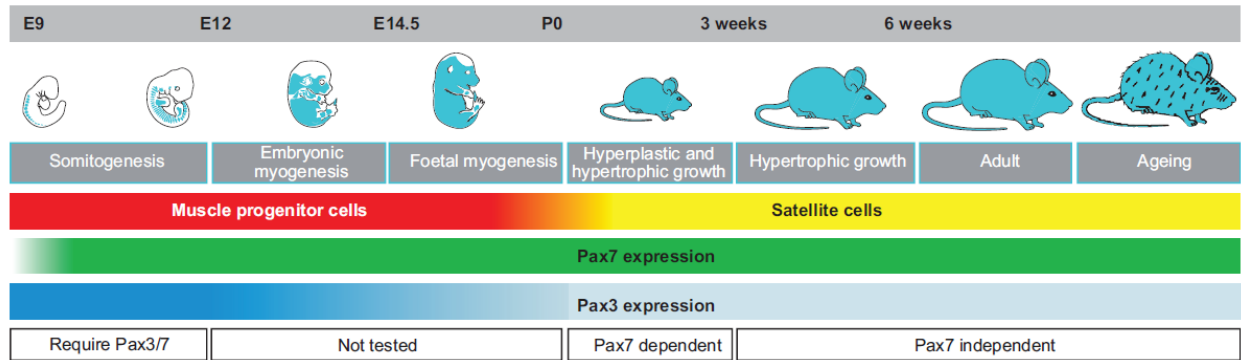 E9 E12 E14.5 P0 3 weeks 6 weeks
Somitogenesis
Embryonic
myogenesis
Foetal myogenesis
Hyperplastic and
hypertrophic growth
Hypertrophic growth
Adult
Ageing
Muscle progenitor cells Satellite cells
Pax7 expression
Pax3 expression
Require Pax3/7 Not tested Pax7 dependent Pax7 independent